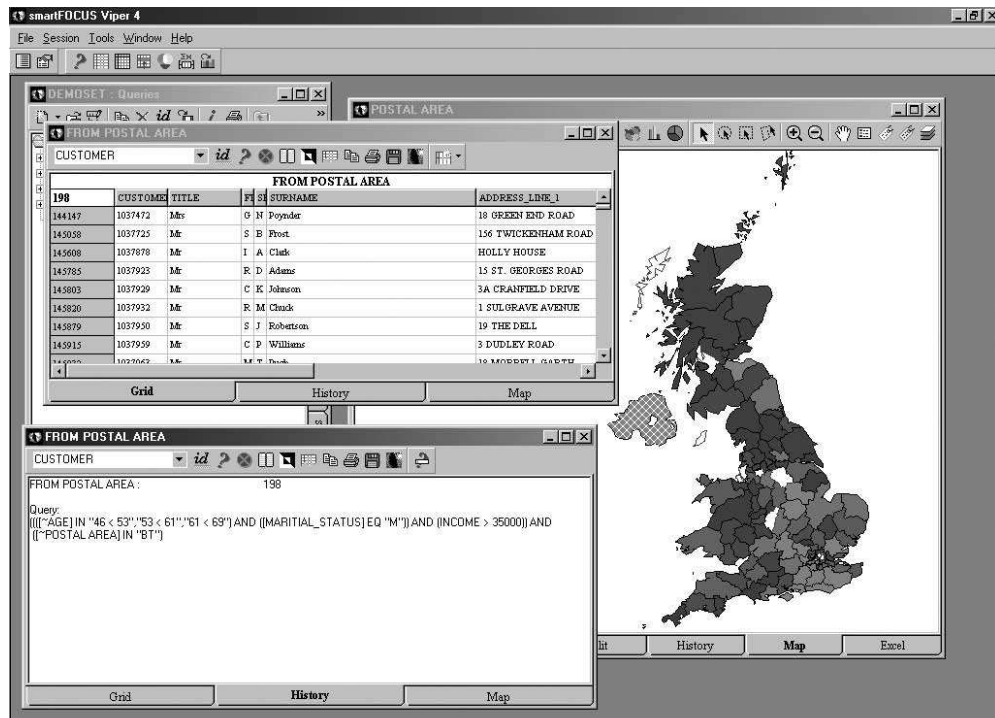 smartFOCUS Viper 4
File Session Tools Window Help
DEMOSET : Queries
POSTAL AREA
FROM POSTAL AREA
CUSTOMER
id
FROM POSTAL AREA
198 CUSTOME TITLE FI SI SURNAME ADDRESS_LINE_1
144147 1037472 Mrs G N Poynder 18 GREEN END ROAD
145058 1037725 Mr S B Frost 156 TWICKENHAM ROAD
145608 1037878 Mr I A Clark HOLLY HOUSE
145785 1037923 Mr R D Adams 15 ST. GEORGES ROAD
145803 1037929 Mr C K Johnson 3A CRANFIELD DRIVE
145820 1037932 Mr R M Chuck 1 SULGRAVE AVENUE
145879 1037950 Mr S J Robertson 19 THE DELL
145915 1037959 Mr C P Williams 3 DUDLEY ROAD
Grid History Map
FROM POSTAL AREA
CUSTOMER
id
FROM POSTAL AREA : 198
Query:
(((([~AGE] IN "46 < 53","53 < 61","61 < 69") AND ([MARITIAL_STATUS] EQ "M")) AND (INCOME > 35000)) AND
([~POSTAL AREA] IN "BT")
Grid History Map
History Map Excel